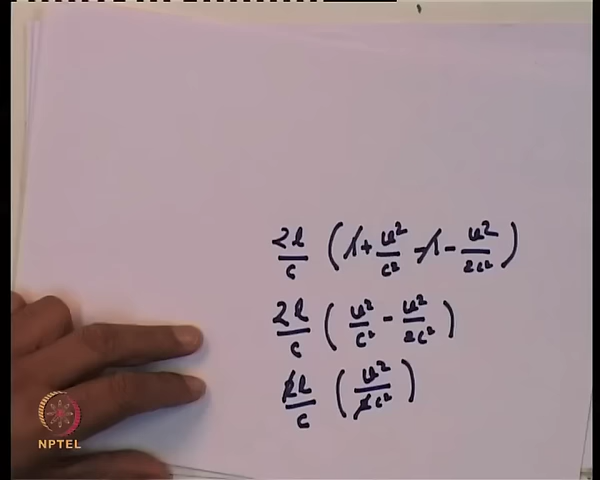 2l/c (1 + u²/c² - 1 - u²/2c²)
2l/c (u²/c² - u²/2c²)
2l/c (u²/2c²)
NPTEL